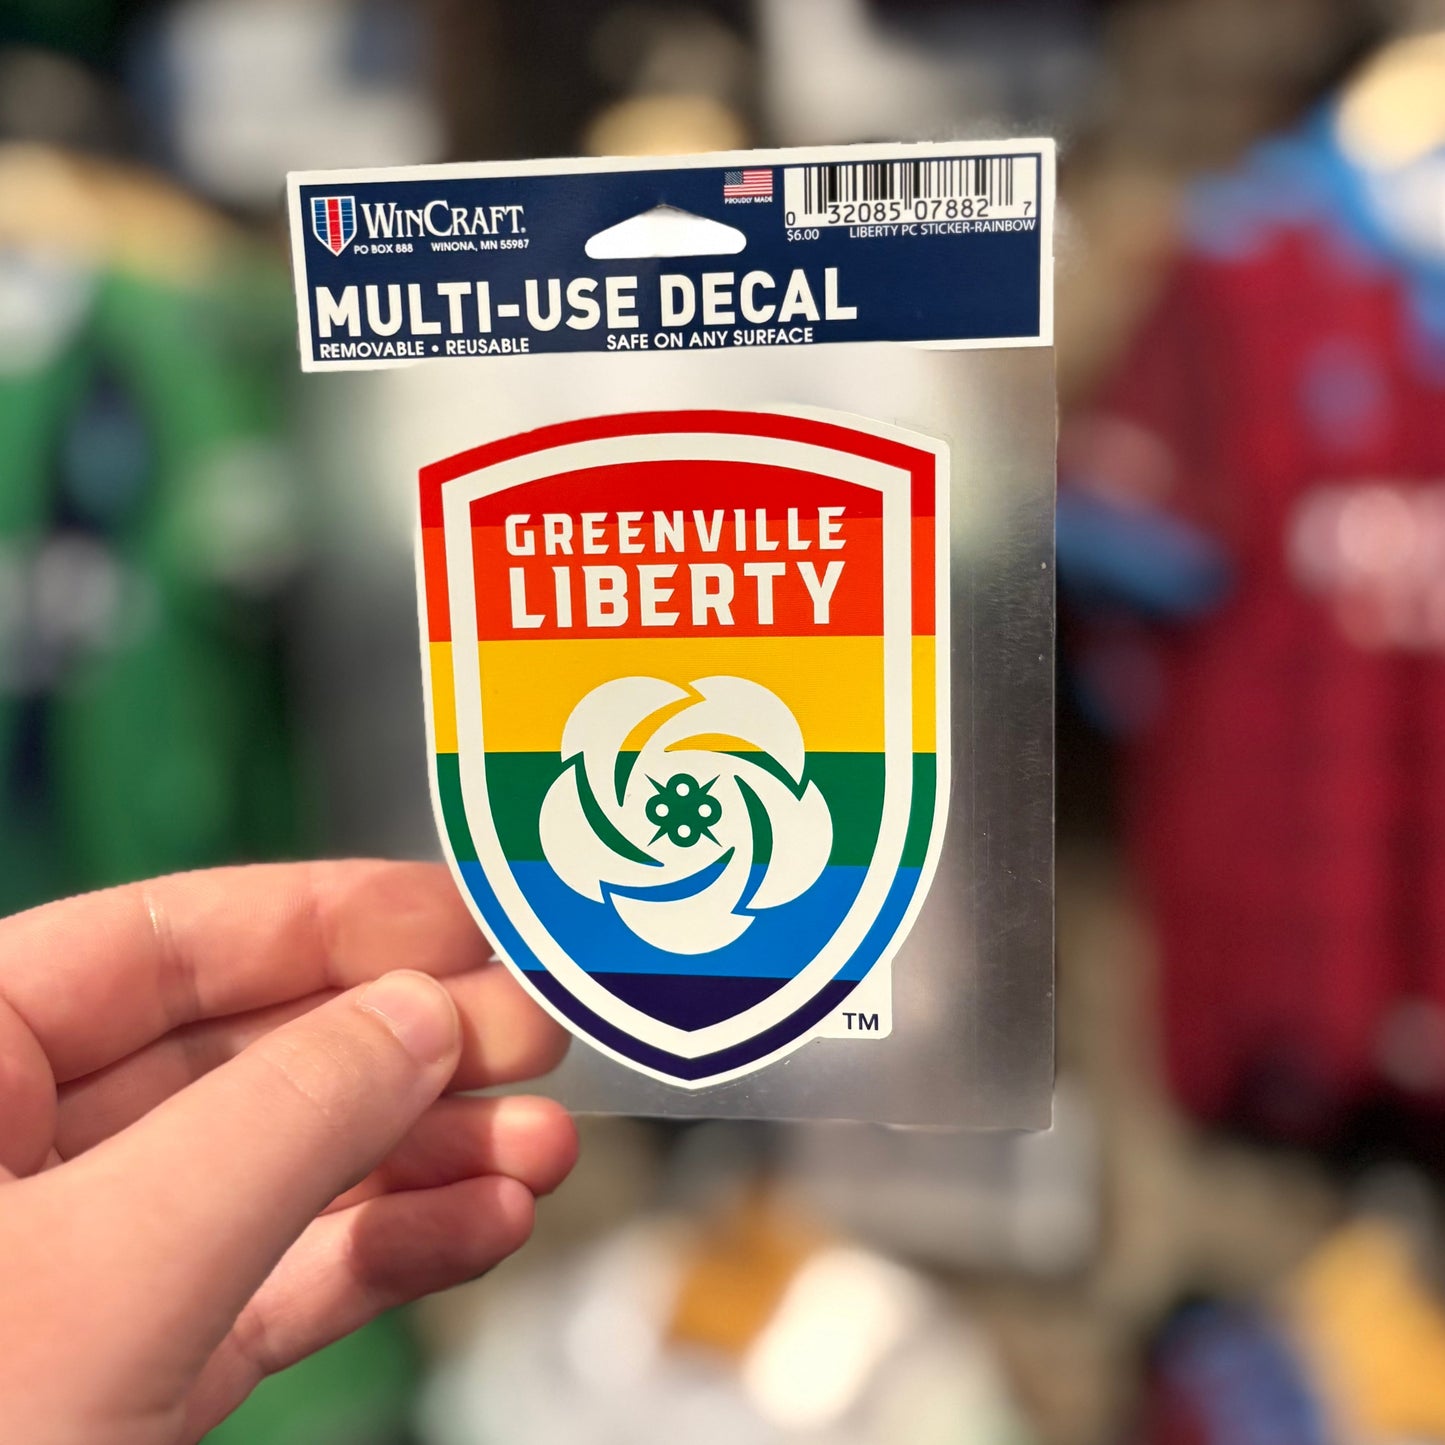 WINCRAFT.
PO BOX 888 WINONA, MN 55987
PROUDLY MADE
0 32085 07882 7
$6.00 LIBERTY PC STICKER-RAINBOW
MULTI-USE DECAL
REMOVABLE • REUSABLE SAFE ON ANY SURFACE
GREENVILLE
LIBERTY
TM